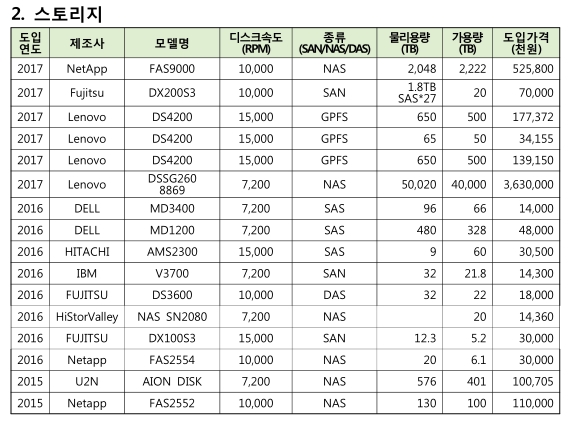 2. 스토리지
도입연도 제조사 모델명 디스크속도(RPM) 종류(SAN/NAS/DAS) 물리용량(TB) 가용량(TB) 도입가격(천원)
2017 NetApp FAS9000 10,000 NAS 2,048 2,222 525,800
2017 Fujitsu DX200S3 10,000 SAN 1.8TB SAS*27 20 70,000
2017 Lenovo DS4200 15,000 GPFS 650 500 177,372
2017 Lenovo DS4200 15,000 GPFS 65 50 34,155
2017 Lenovo DS4200 15,000 GPFS 650 500 139,150
2017 Lenovo DSSG260 8869 7,200 NAS 50,020 40,000 3,630,000
2016 DELL MD3400 7,200 SAS 96 66 14,000
2016 DELL MD1200 7,200 SAS 480 328 48,000
2016 HITACHI AMS2300 15,000 SAS 9 60 30,500
2016 IBM V3700 7,200 SAN 32 21.8 14,300
2016 FUJITSU DS3600 10,000 DAS 32 22 18,000
2016 HiStorValley NAS SN2080 7,200 NAS 20 14,360
2016 FUJITSU DX100S3 15,000 SAN 12.3 5.2 30,000
2016 Netapp FAS2554 10,000 NAS 20 6.1 30,000
2015 U2N AION DISK 7,200 NAS 576 401 100,705
2015 Netapp FAS2552 10,000 NAS 130 100 110,000